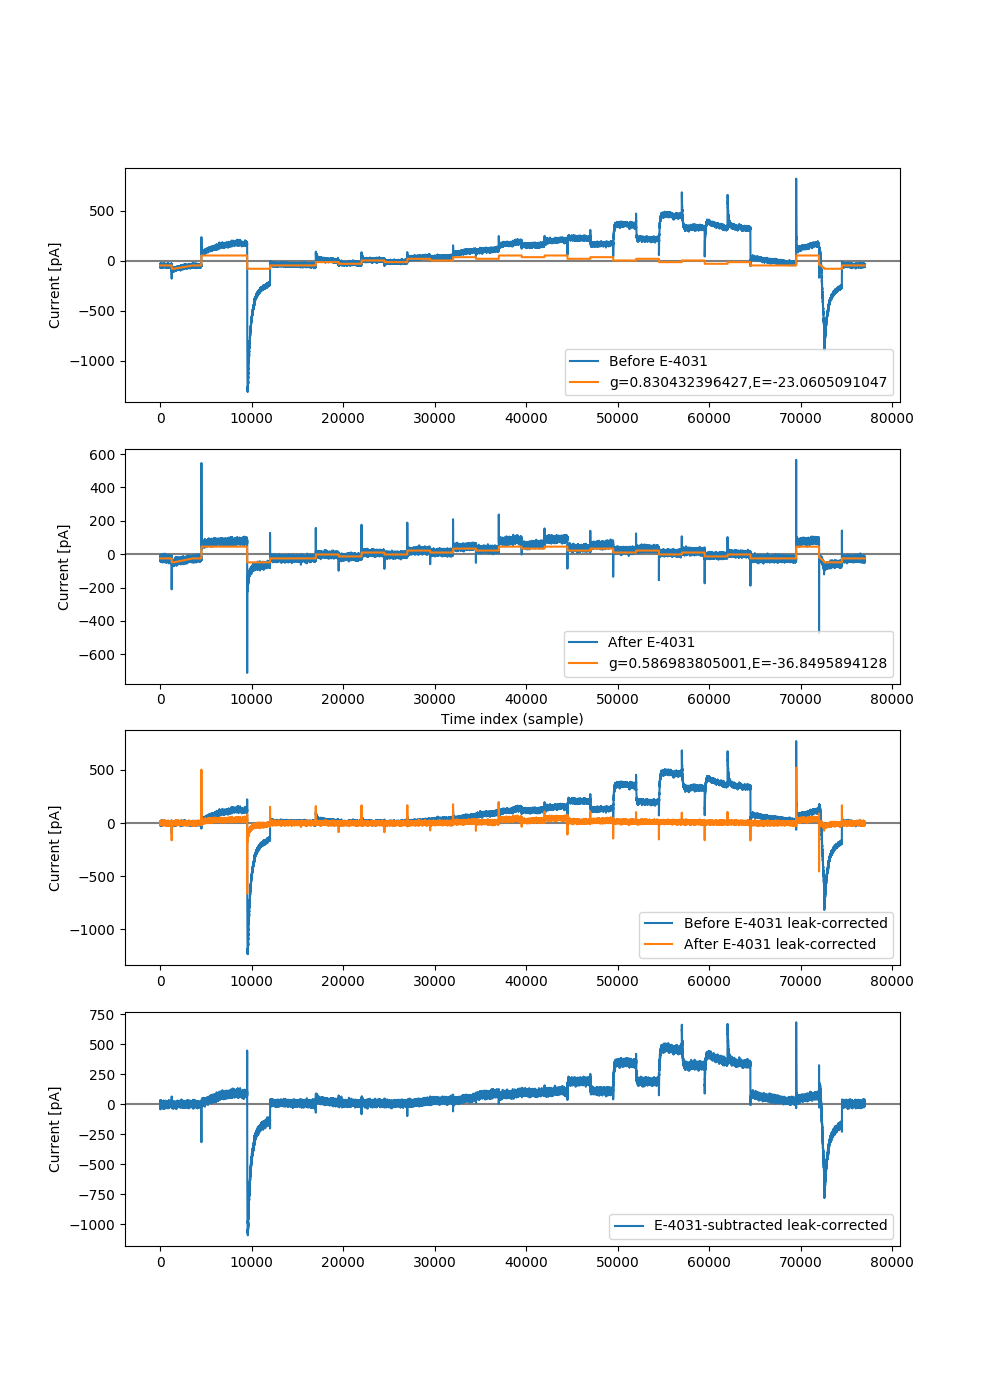 500
0
−500
−1000
Current [pA]
Before E-4031
g=0.830432396427,E=-23.0605091047
0 10000 20000 30000 40000 50000 60000 70000 80000
600
400
200
0
−200
−400
−600
Current [pA]
After E-4031
g=0.586983805001,E=-36.8495894128
0 10000 20000 30000 40000 50000 60000 70000 80000
Time index (sample)
500
0
−500
−1000
Current [pA]
Before E-4031 leak-corrected
After E-4031 leak-corrected
0 10000 20000 30000 40000 50000 60000 70000 80000
750
500
250
0
−250
−500
−750
−1000
Current [pA]
E-4031-subtracted leak-corrected
0 10000 20000 30000 40000 50000 60000 70000 80000